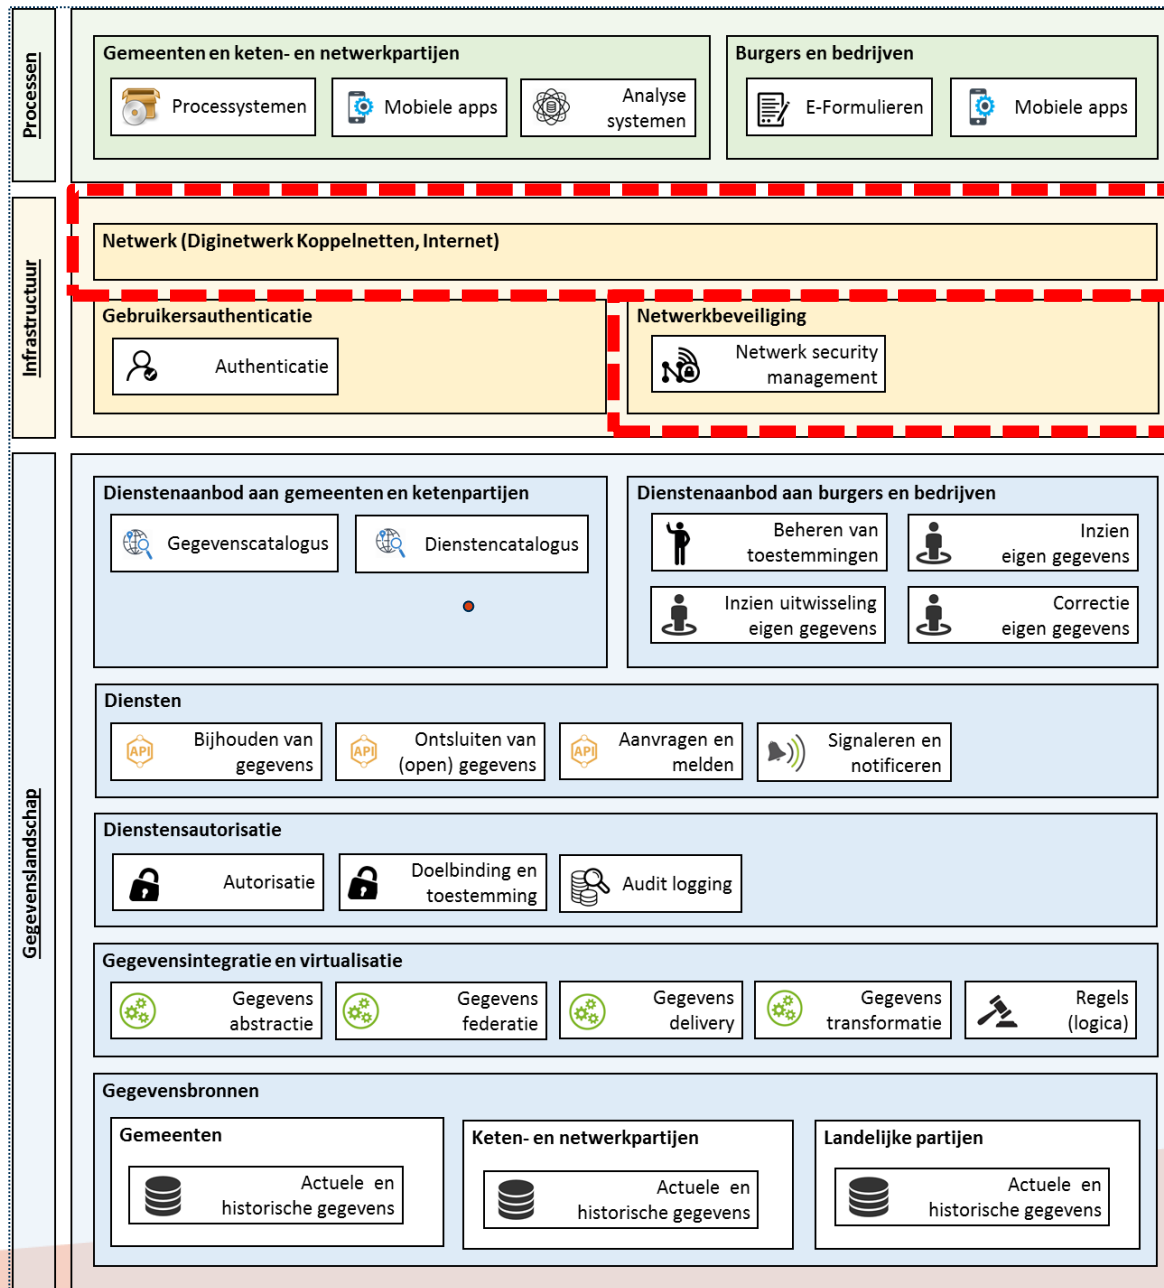 Processen
Gemeenten en keten- en netwerkpartijen
Processystemen
Mobiele apps
Analyse
systemen
Burgers en bedrijven
E-Formulieren
Mobiele apps
Infrastructuur
Netwerk (Diginetwerk Koppelnetten, Internet)
Gebruikersauthenticatie
Authenticatie
Netwerkbeveiliging
Netwerk security
management
Gegevenslandschap
Dienstenaanbod aan gemeenten en ketenpartijen
Gegevenscatalogus
Dienstencatalogus
Dienstenaanbod aan burgers en bedrijven
Beheren van
toestemmingen
Inzien
eigen gegevens
Inzien uitwisseling
eigen gegevens
Correctie
eigen gegevens
Diensten
API
Bijhouden van
gegevens
API
Ontsluiten van
(open) gegevens
API
Aanvragen en
melden
Signaleren en
notificeren
Dienstensautorisatie
Autorisatie
Doelbinding en
toestemming
Audit logging
Gegevensintegratie en virtualisatie
Gegevens
abstractie
Gegevens
federatie
Gegevens
delivery
Gegevens
transformatie
Regels
(logica)
Gegevensbronnen
Gemeenten
Actuele en
historische gegevens
Keten- en netwerkpartijen
Actuele en
historische gegevens
Landelijke partijen
Actuele en
historische gegevens